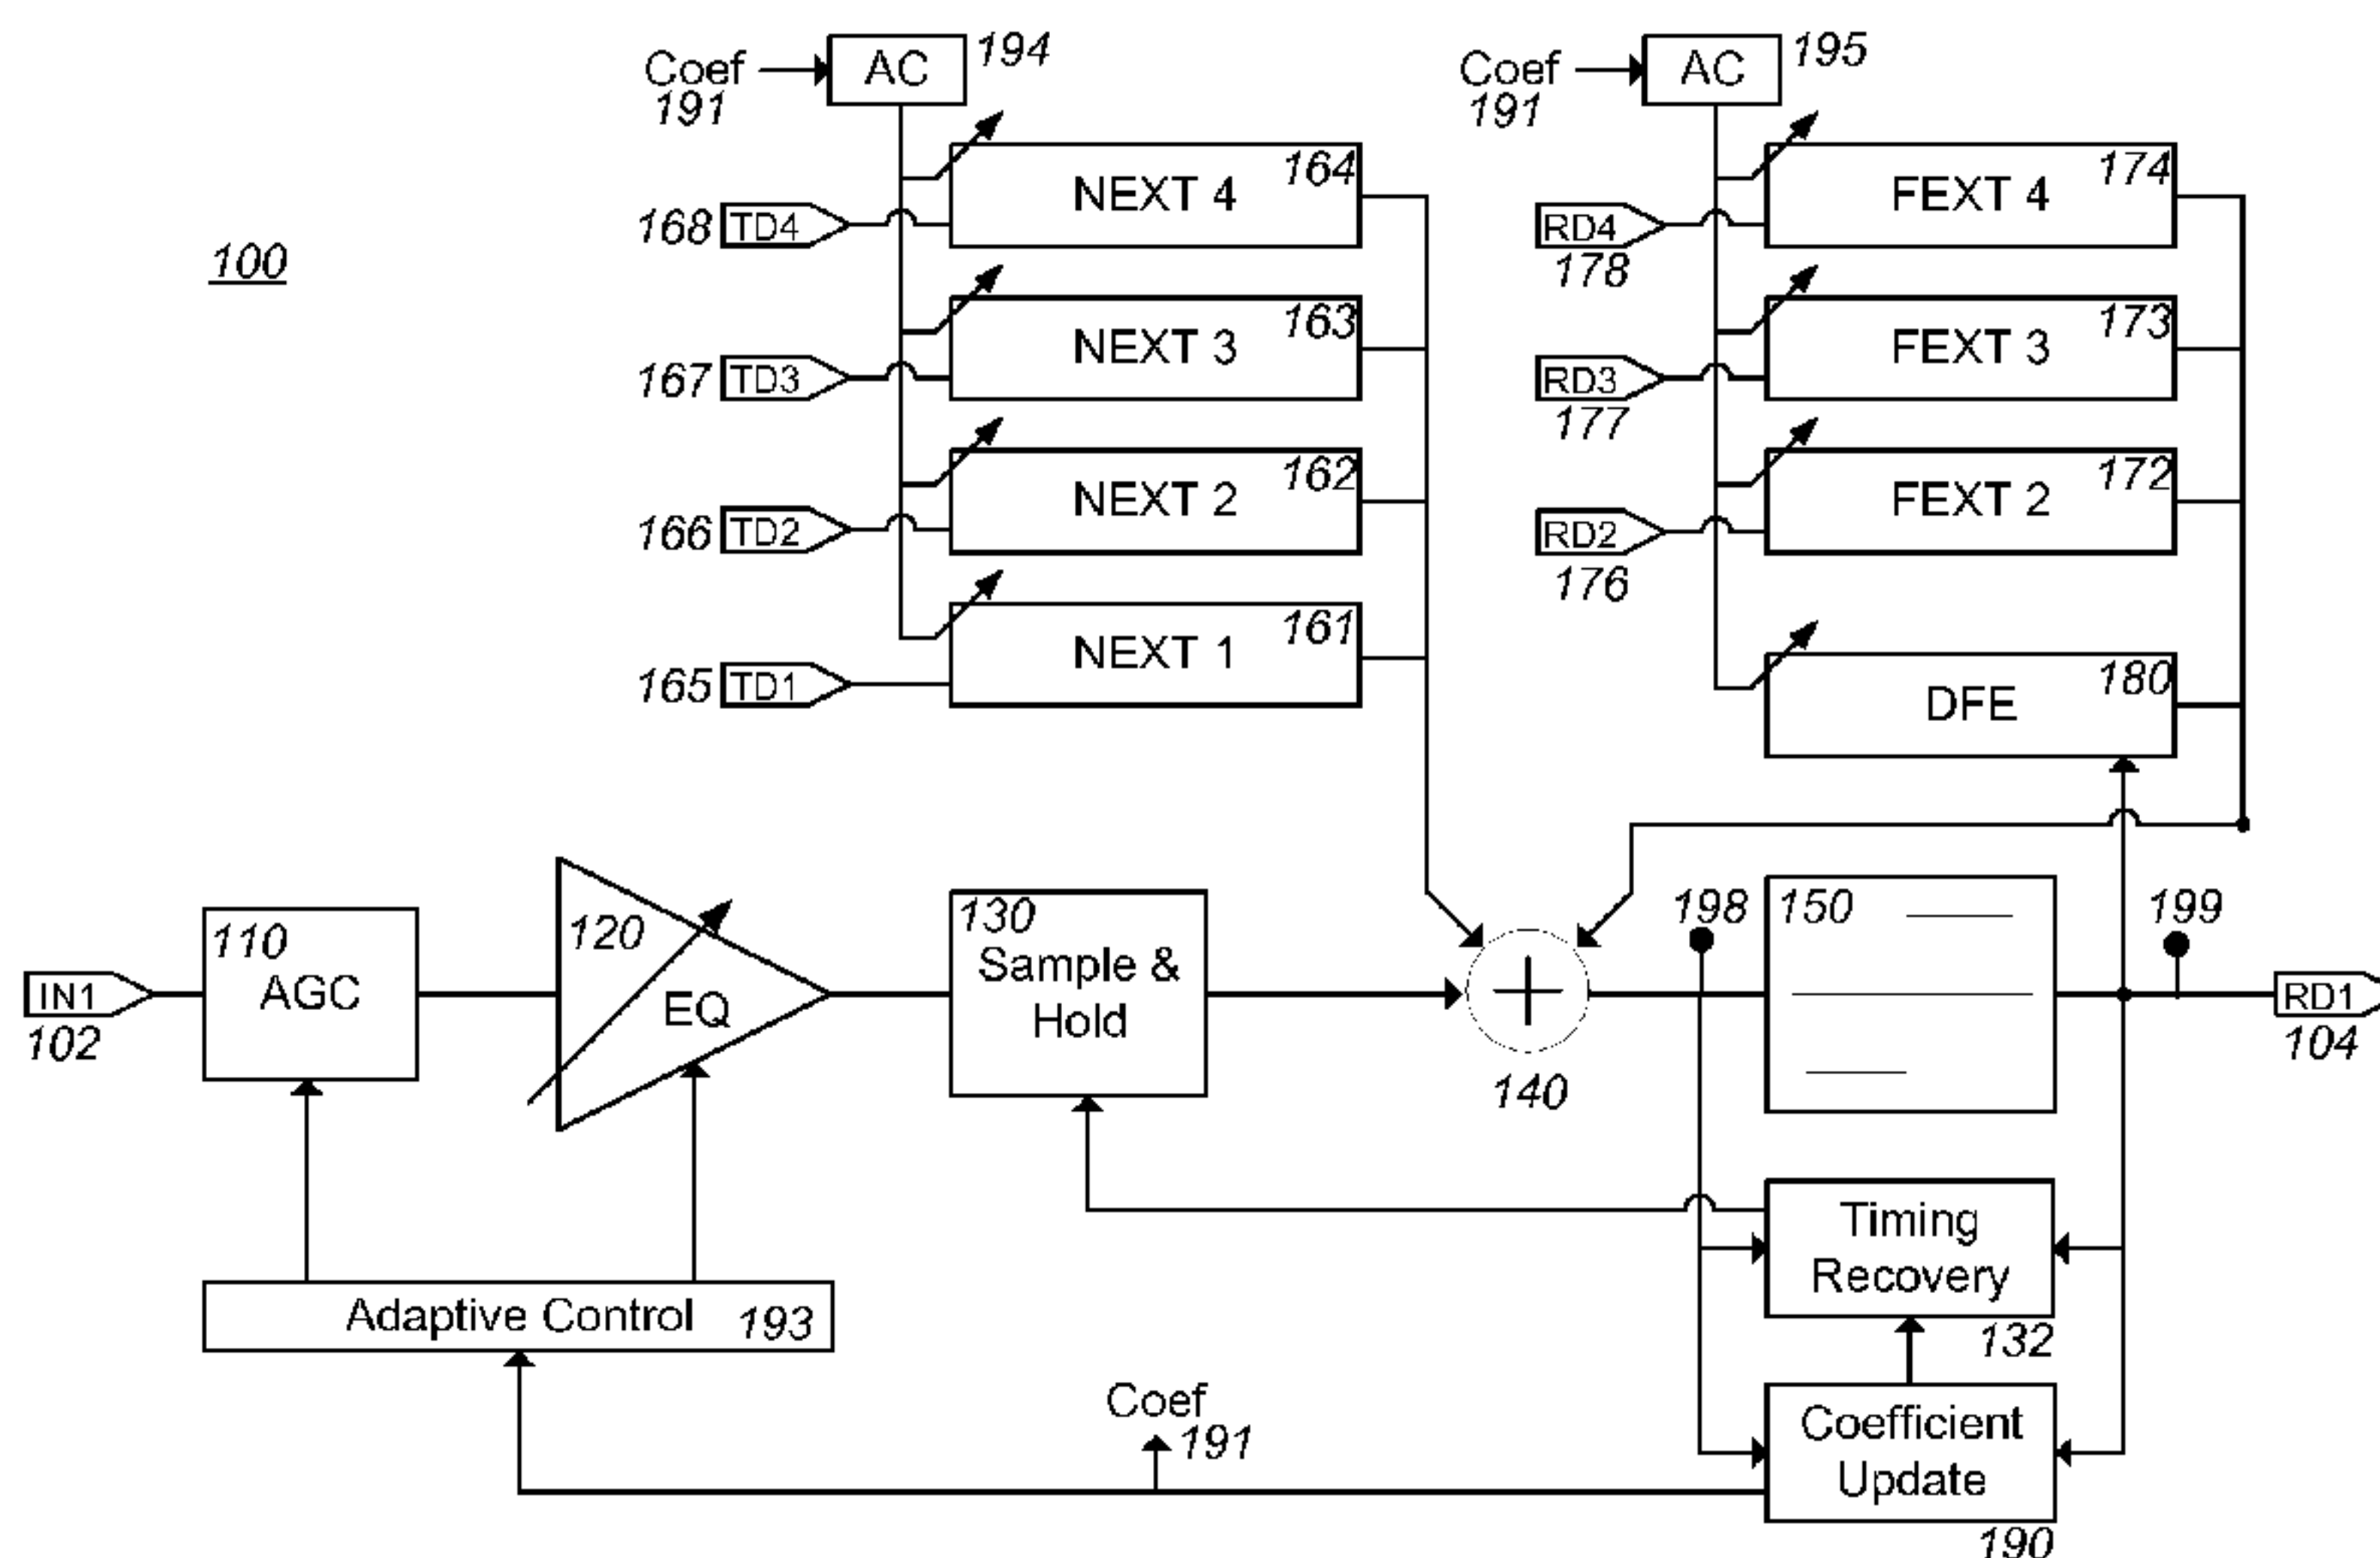 Coef
191
AC
194
Coef
191
AC
195
100
168
TD4
NEXT 4
164
167
TD3
NEXT 3
163
166
TD2
NEXT 2
162
165
TD1
NEXT 1
161
RD4
178
FEXT 4
174
RD3
177
FEXT 3
173
RD2
176
FEXT 2
172
DFE
180
IN1
102
110
AGC
120
EQ
130
Sample &
Hold
+
140
198
150
199
RD1
104
Timing
Recovery
132
Adaptive Control
193
Coef
191
Coefficient
Update
190